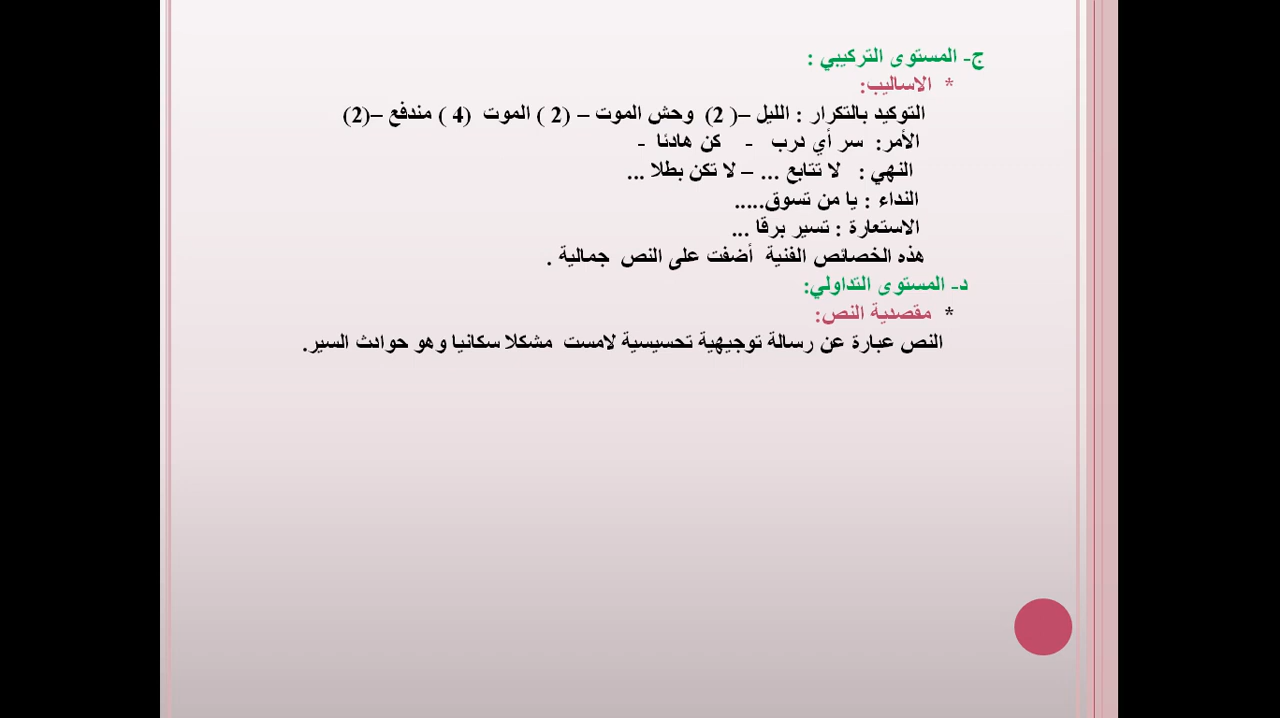 ج- المستوى التركيبي :
* الاساليب:
التوكيد بالتكرار : الليل –( 2) وحش الموت – (2 ) الموت (4 ) مندفع –(2)
الأمر: سر أي درب - كن هادئا -
النهي : لا تتابع ... – لا تكن بطلا ...
النداء : يا من تسوق.....
الاستعارة : تسير برقا ...
هذه الخصائص الفنية أضفت على النص جمالية .
د- المستوى التداولي:
* مقصدية النص:
النص عبارة عن رسالة توجيهية تحسيسية لامست مشكلا سكانيا وهو حوادث السير.